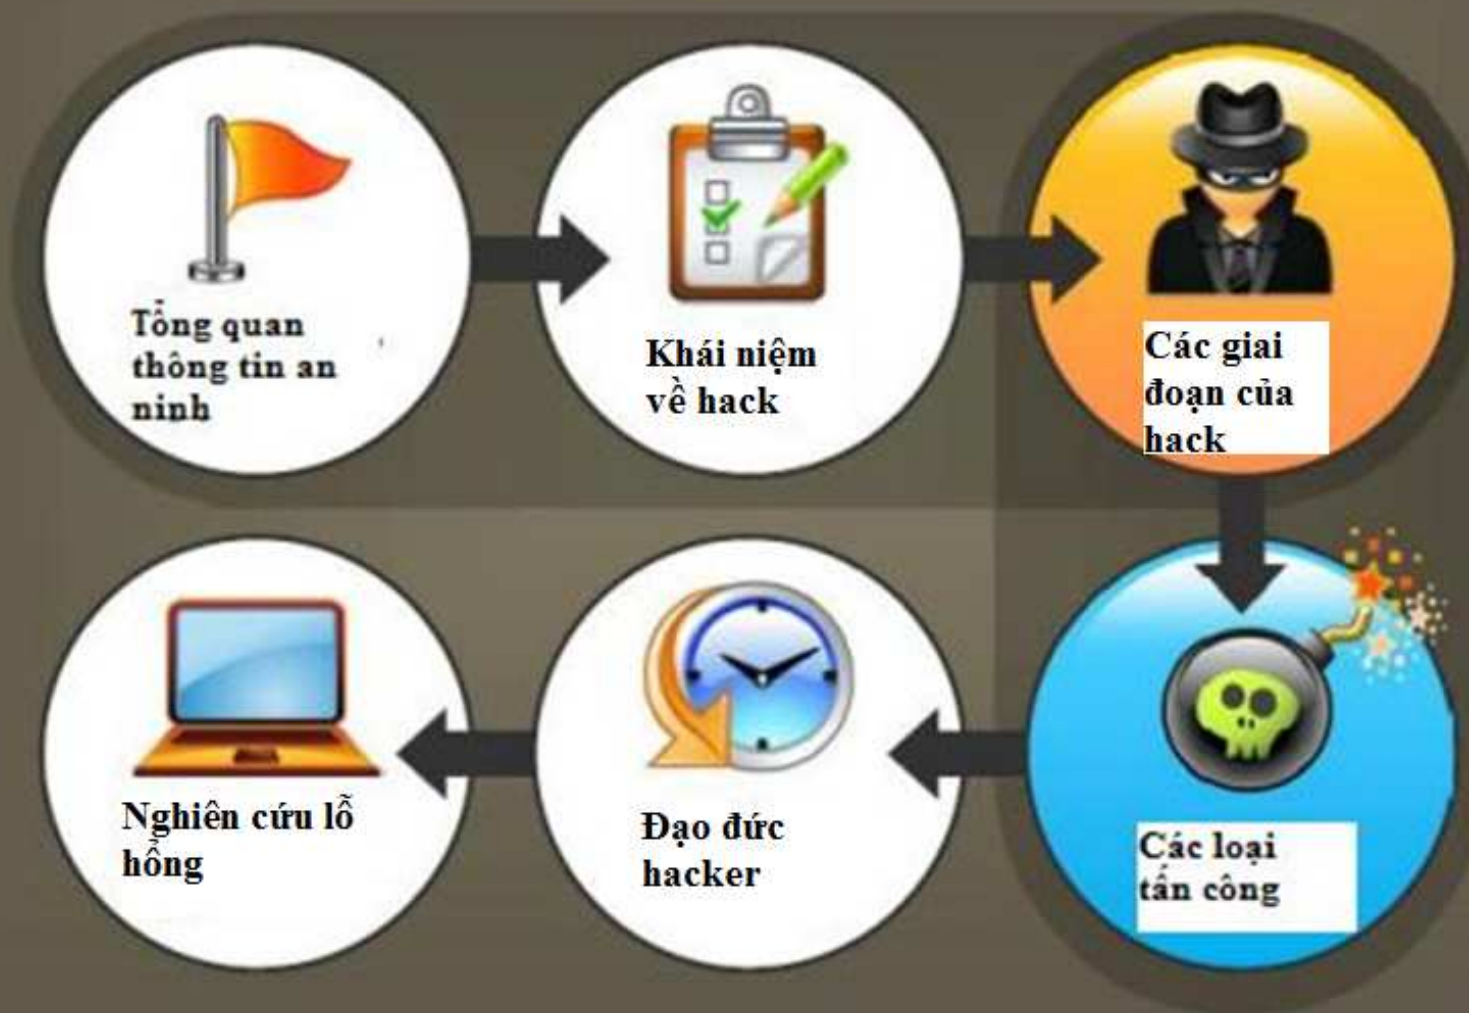 Tổng quan
thông tin an
ninh
Khái niệm
về hack
Các giai
đoạn của
hack
Các loại
tấn công
Đạo đức
hacker
Nghiên cứu lỗ
hổng